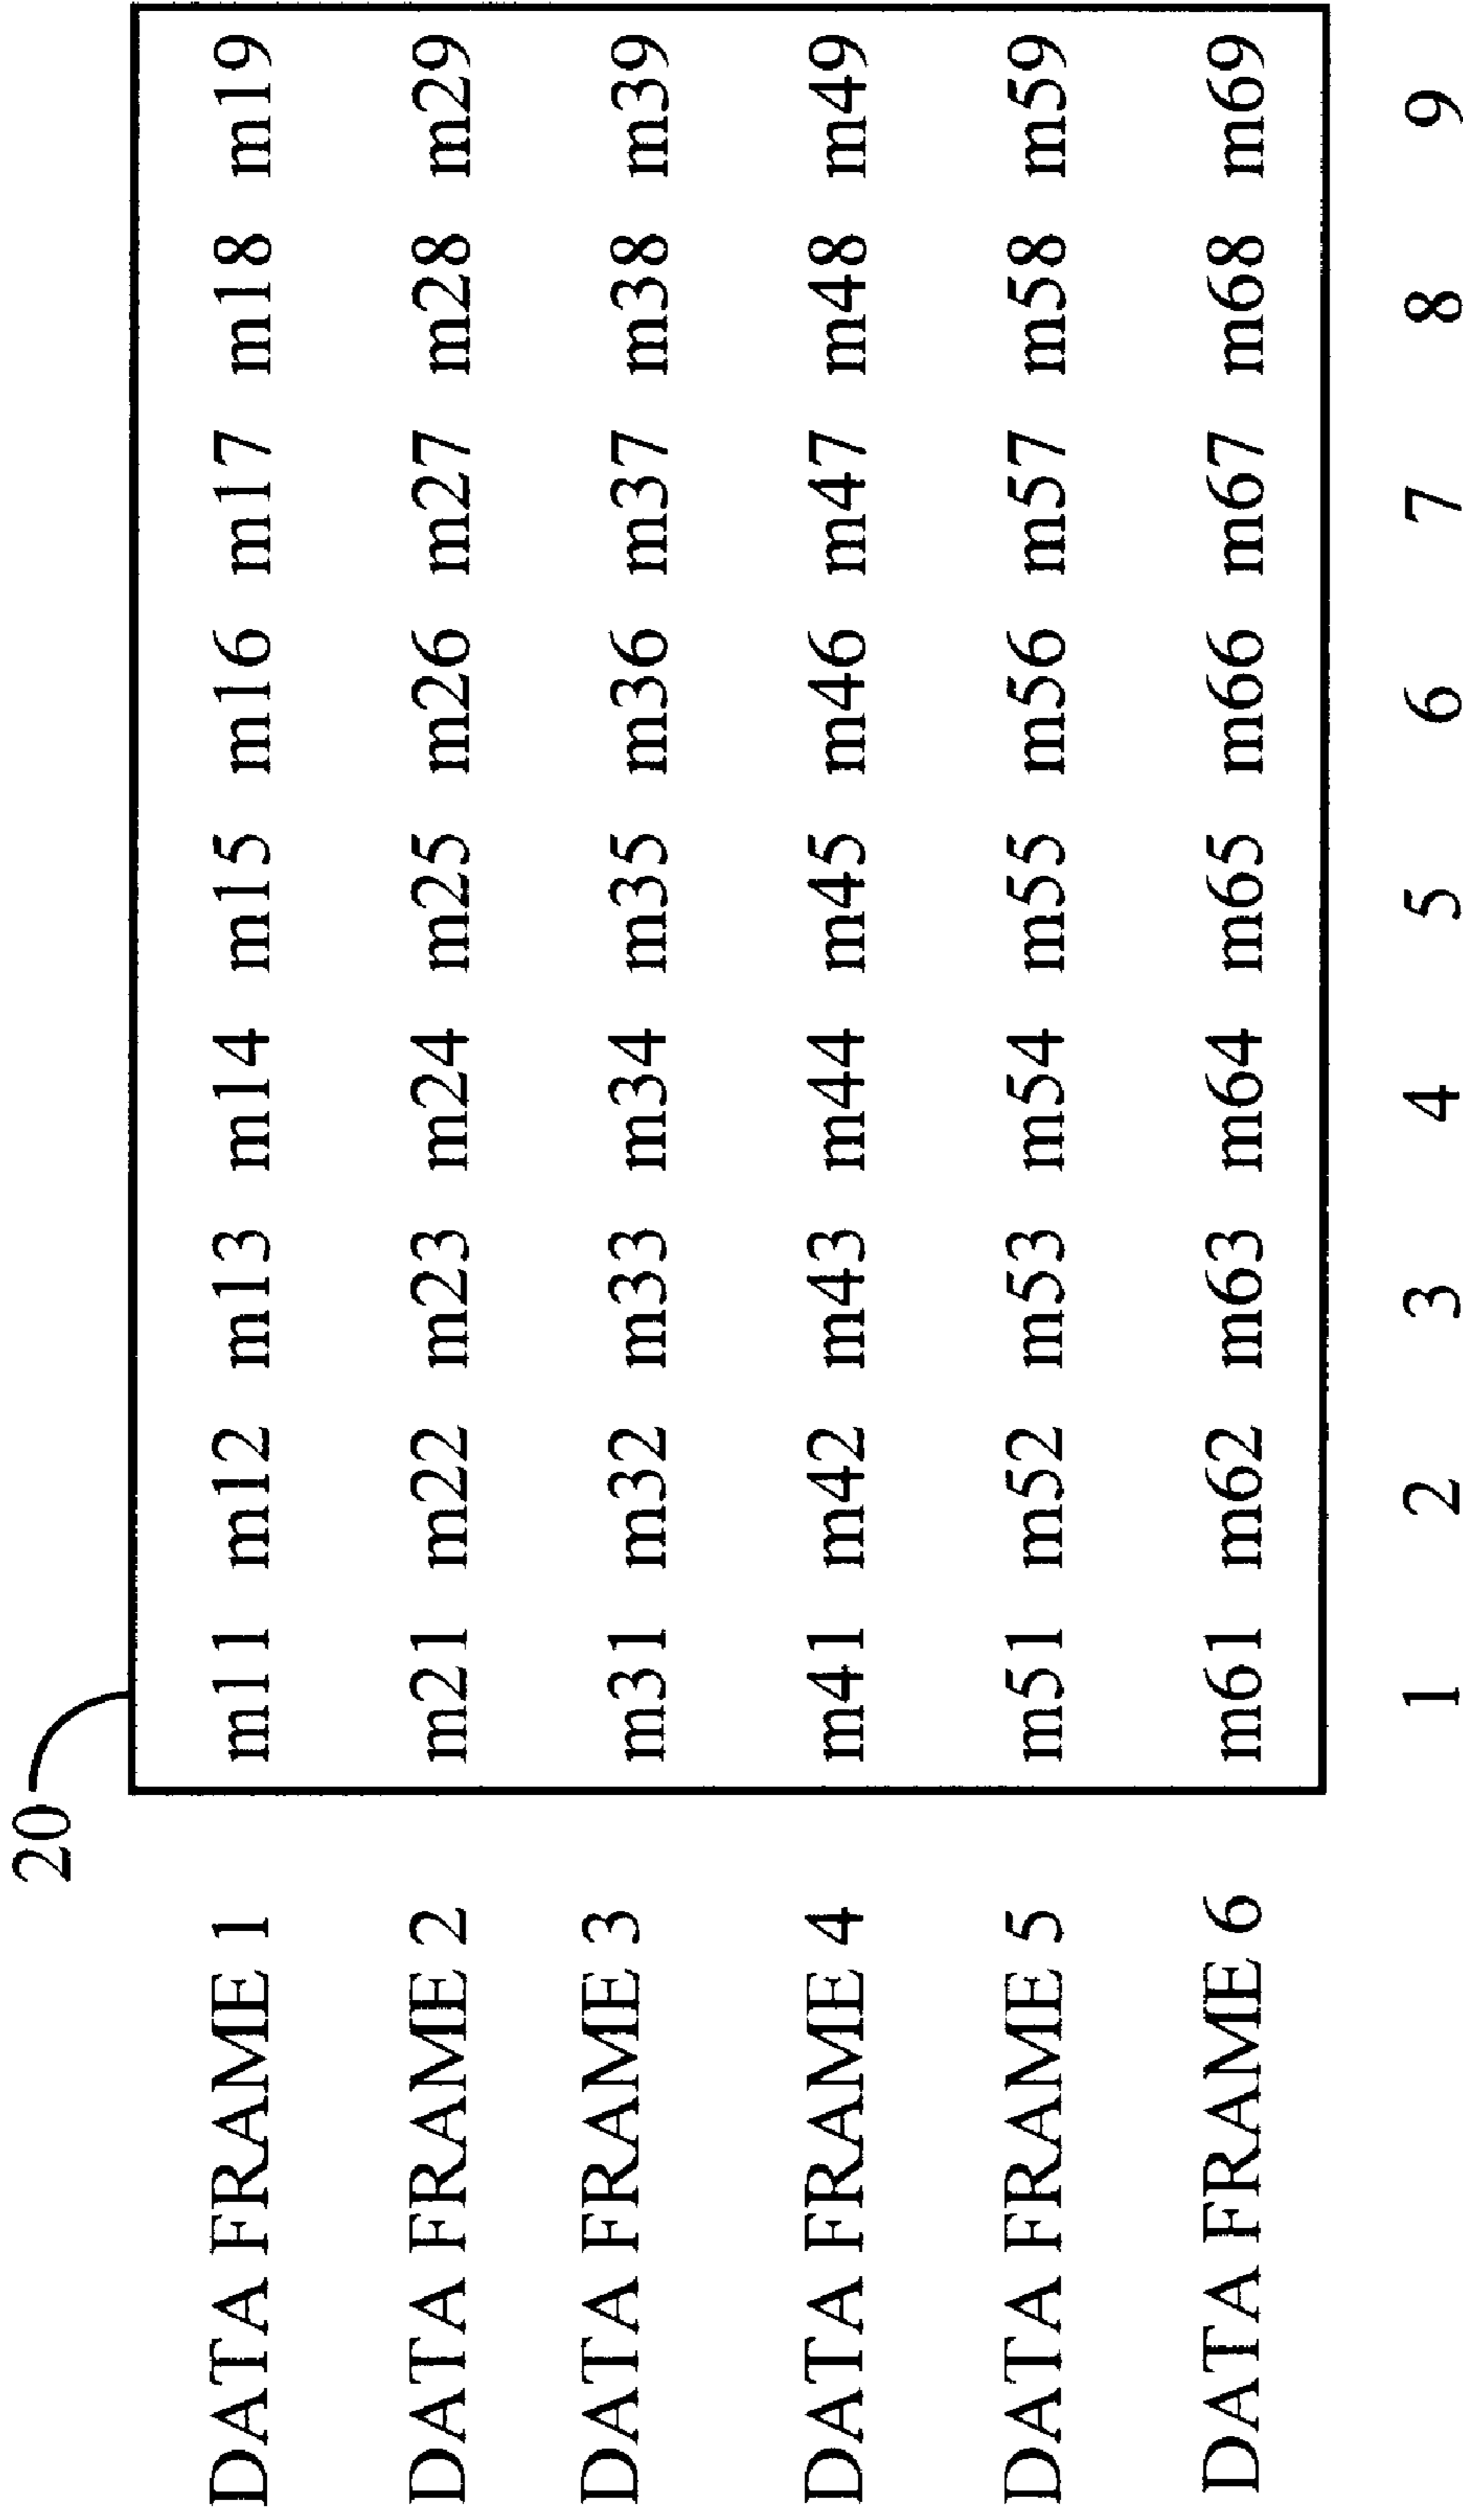 20
DATA FRAME 1 m11 m12 m13 m14 m15 m16 m17 m18 m19
DATA FRAME 2 m21 m22 m23 m24 m25 m26 m27 m28 m29
DATA FRAME 3 m31 m32 m33 m34 m35 m36 m37 m38 m39
DATA FRAME 4 m41 m42 m43 m44 m45 m46 m47 m48 m49
DATA FRAME 5 m51 m52 m53 m54 m55 m56 m57 m58 m59
DATA FRAME 6 m61 m62 m63 m64 m65 m66 m67 m68 m69
1 2 3 4 5 6 7 8 9